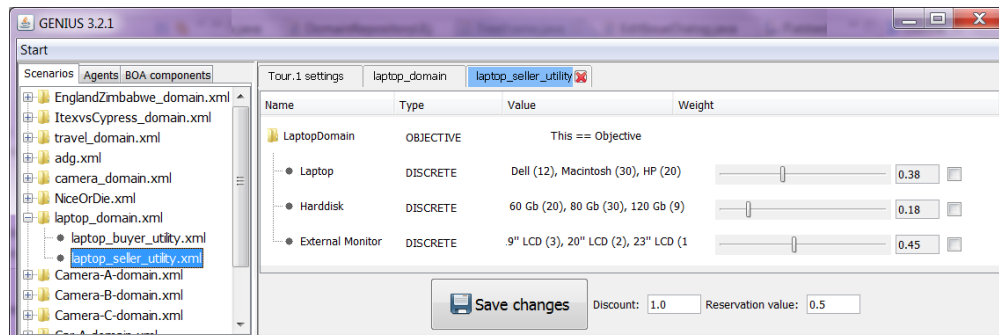 GENIUS 3.2.1
Start
Scenarios Agents BOA components
EnglandZimbabwe_domain.xml
ItexvsCypress_domain.xml
travel_domain.xml
adg.xml
camera_domain.xml
NiceOrDie.xml
laptop_domain.xml
laptop_buyer_utility.xml
laptop_seller_utility.xml
Camera-A-domain.xml
Camera-B-domain.xml
Camera-C-domain.xml
Car-A-domain.xml
Tour.1 settings laptop_domain laptop_seller_utility
Name Type Value Weight
LaptopDomain OBJECTIVE This == Objective
Laptop DISCRETE Dell (12), Macintosh (30), HP (20) 0.38
Harddisk DISCRETE 60 Gb (20), 80 Gb (30), 120 Gb (9) 0.18
External Monitor DISCRETE .9" LCD (3), 20" LCD (2), 23" LCD (1 0.45
Save changes Discount: 1.0 Reservation value: 0.5